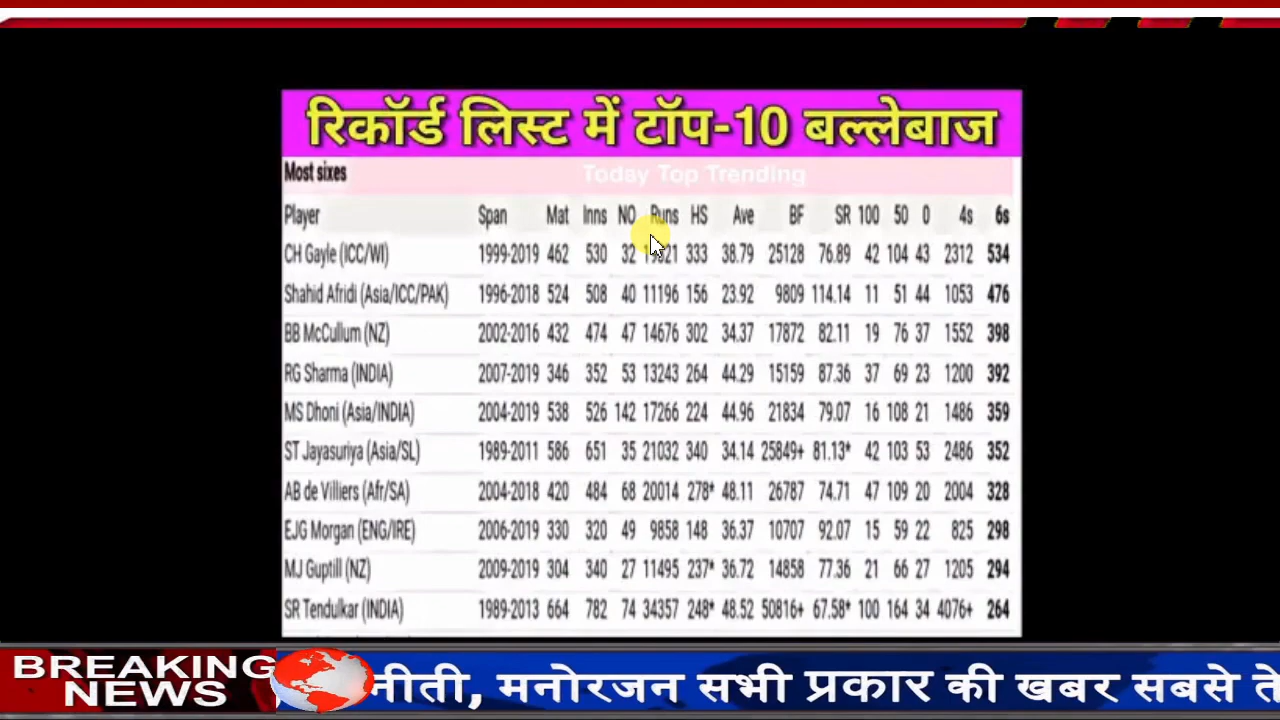 रिकॉर्ड लिस्ट में टॉप-10 बल्लेबाज
Most sixes Today Top Trending
Player Span Mat Inns NO Runs HS Ave BF SR 100 50 0 4s 6s
CH Gayle (ICC/WI) 1999-2019 462 530 32 333 38.79 25128 76.89 42 104 43 2312 534
Shahid Afridi (Asia/ICC/PAK) 1996-2018 524 508 40 11196 156 23.92 9809 114.14 11 51 44 1053 476
BB McCullum (NZ) 2002-2016 432 474 47 14676 302 34.37 17872 82.11 19 76 37 1552 398
RG Sharma (INDIA) 2007-2019 346 352 53 13243 264 44.29 15159 87.36 37 69 23 1200 392
MS Dhoni (Asia/INDIA) 2004-2019 538 526 142 17266 224 44.96 21834 79.07 16 108 21 1486 359
ST Jayasuriya (Asia/SL) 1989-2011 586 651 35 21032 340 34.14 25849+ 81.13* 42 103 53 2486 352
AB de Villiers (Afr/SA) 2004-2018 420 484 68 20014 278* 48.11 26787 74.71 47 109 20 2004 328
EJG Morgan (ENG/IRE) 2006-2019 330 320 49 9858 148 36.37 10707 92.07 15 59 22 825 298
MJ Guptill (NZ) 2009-2019 304 340 27 11495 237* 36.72 14858 77.36 21 66 27 1205 294
SR Tendulkar (INDIA) 1989-2013 664 782 74 34357 248* 48.52 50816+ 67.58* 100 164 34 4076+ 264
BREAKING
NEWS
नीती, मनोरजन सभी प्रकार की खबर सबसे ते